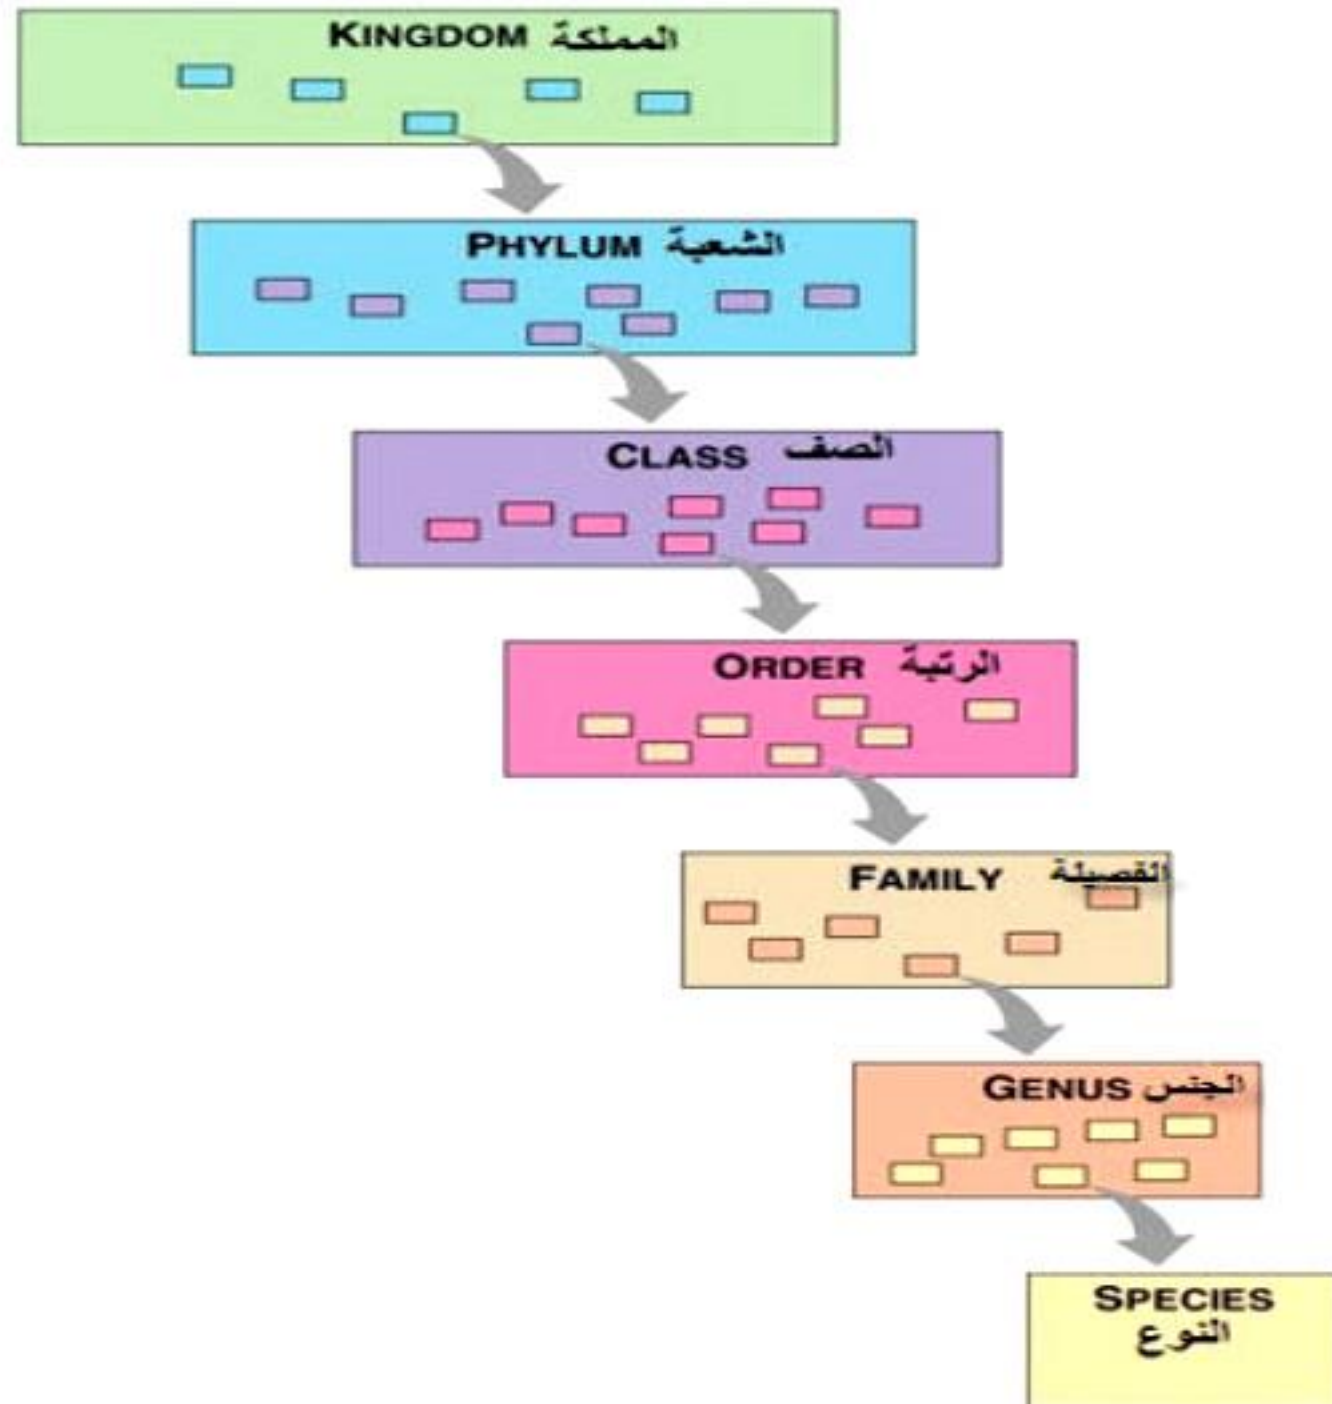 KINGDOM المملكة
PHYLUM الشعبة
CLASS الصف
ORDER الرتبة
FAMILY الفصيلة
GENUS الجنس
SPECIES
النوع